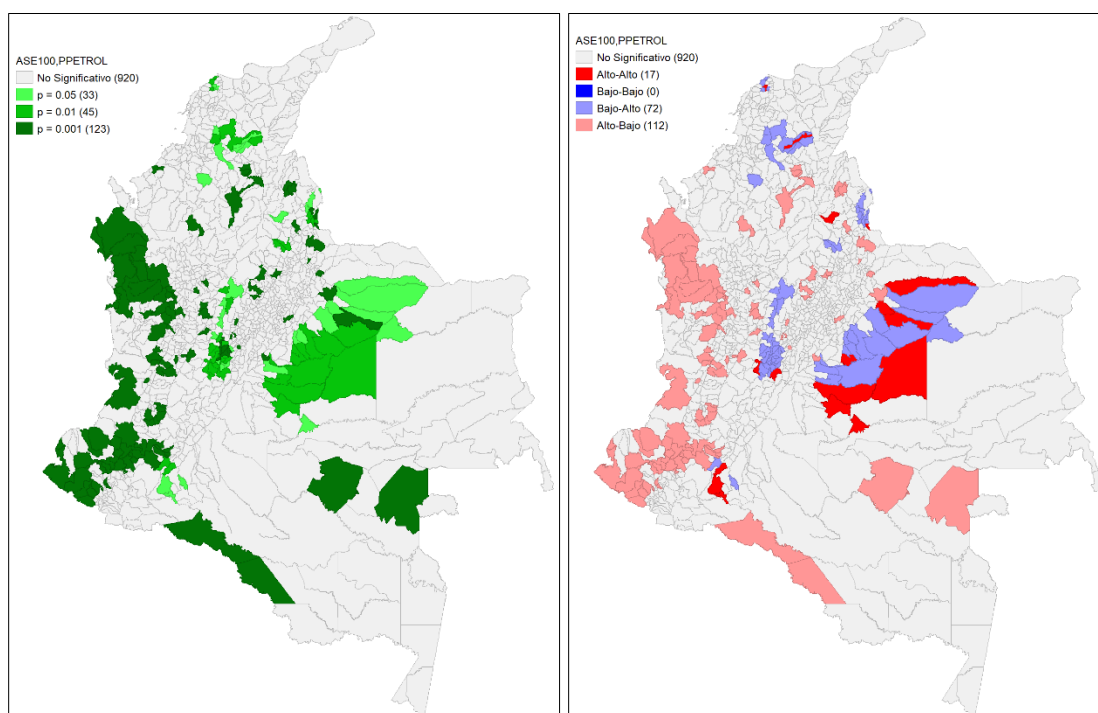 ASE100,PPETROL
No Significativo (920)
p = 0.05 (33)
p = 0.01 (45)
p = 0.001 (123)
ASE100,PPETROL
No Significativo (920)
Alto-Alto (17)
Bajo-Bajo (0)
Bajo-Alto (72)
Alto-Bajo (112)